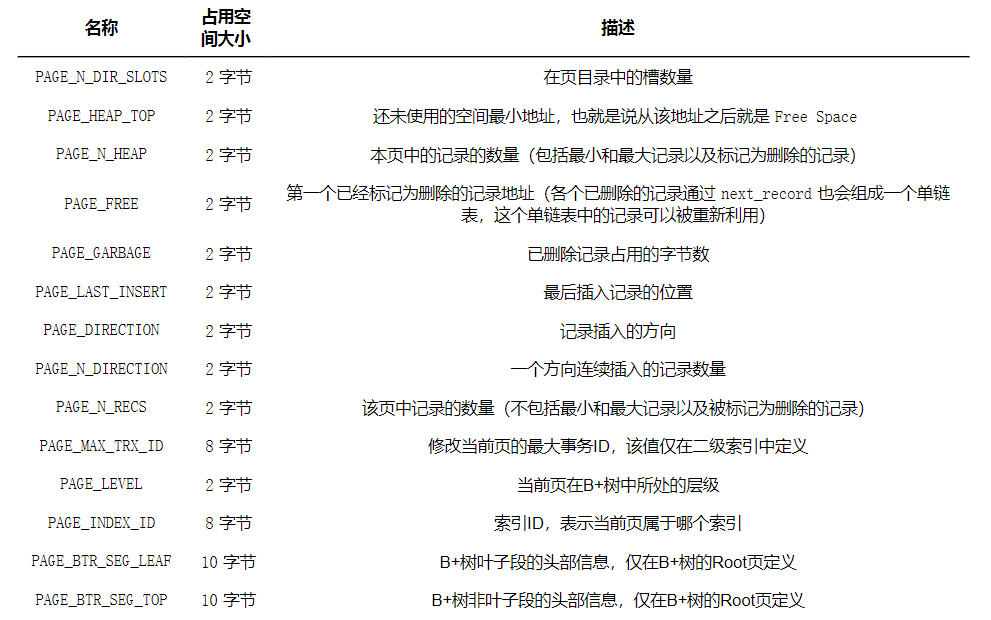 名称 占用空间大小 描述
PAGE_N_DIR_SLOTS 2 字节 在页目录中的槽数量
PAGE_HEAP_TOP 2 字节 还未使用的空间最小地址，也就是说从该地址之后就是 Free Space
PAGE_N_HEAP 2 字节 本页中的记录的数量（包括最小和最大记录以及标记为删除的记录）
PAGE_FREE 2 字节 第一个已经标记为删除的记录地址（各个已删除的记录通过 next_record 也会组成一个单链
表，这个单链表中的记录可以被重新利用）
PAGE_GARBAGE 2 字节 已删除记录占用的字节数
PAGE_LAST_INSERT 2 字节 最后插入记录的位置
PAGE_DIRECTION 2 字节 记录插入的方向
PAGE_N_DIRECTION 2 字节 一个方向连续插入的记录数量
PAGE_N_RECS 2 字节 该页中记录的数量（不包括最小和最大记录以及被标记为删除的记录）
PAGE_MAX_TRX_ID 8 字节 修改当前页的最大事务ID，该值仅在二级索引中定义
PAGE_LEVEL 2 字节 当前页在B+树中所处的层级
PAGE_INDEX_ID 8 字节 索引ID，表示当前页属于哪个索引
PAGE_BTR_SEG_LEAF 10 字节 B+树叶子段的头部信息，仅在B+树的Root页定义
PAGE_BTR_SEG_TOP 10 字节 B+树非叶子段的头部信息，仅在B+树的Root页定义